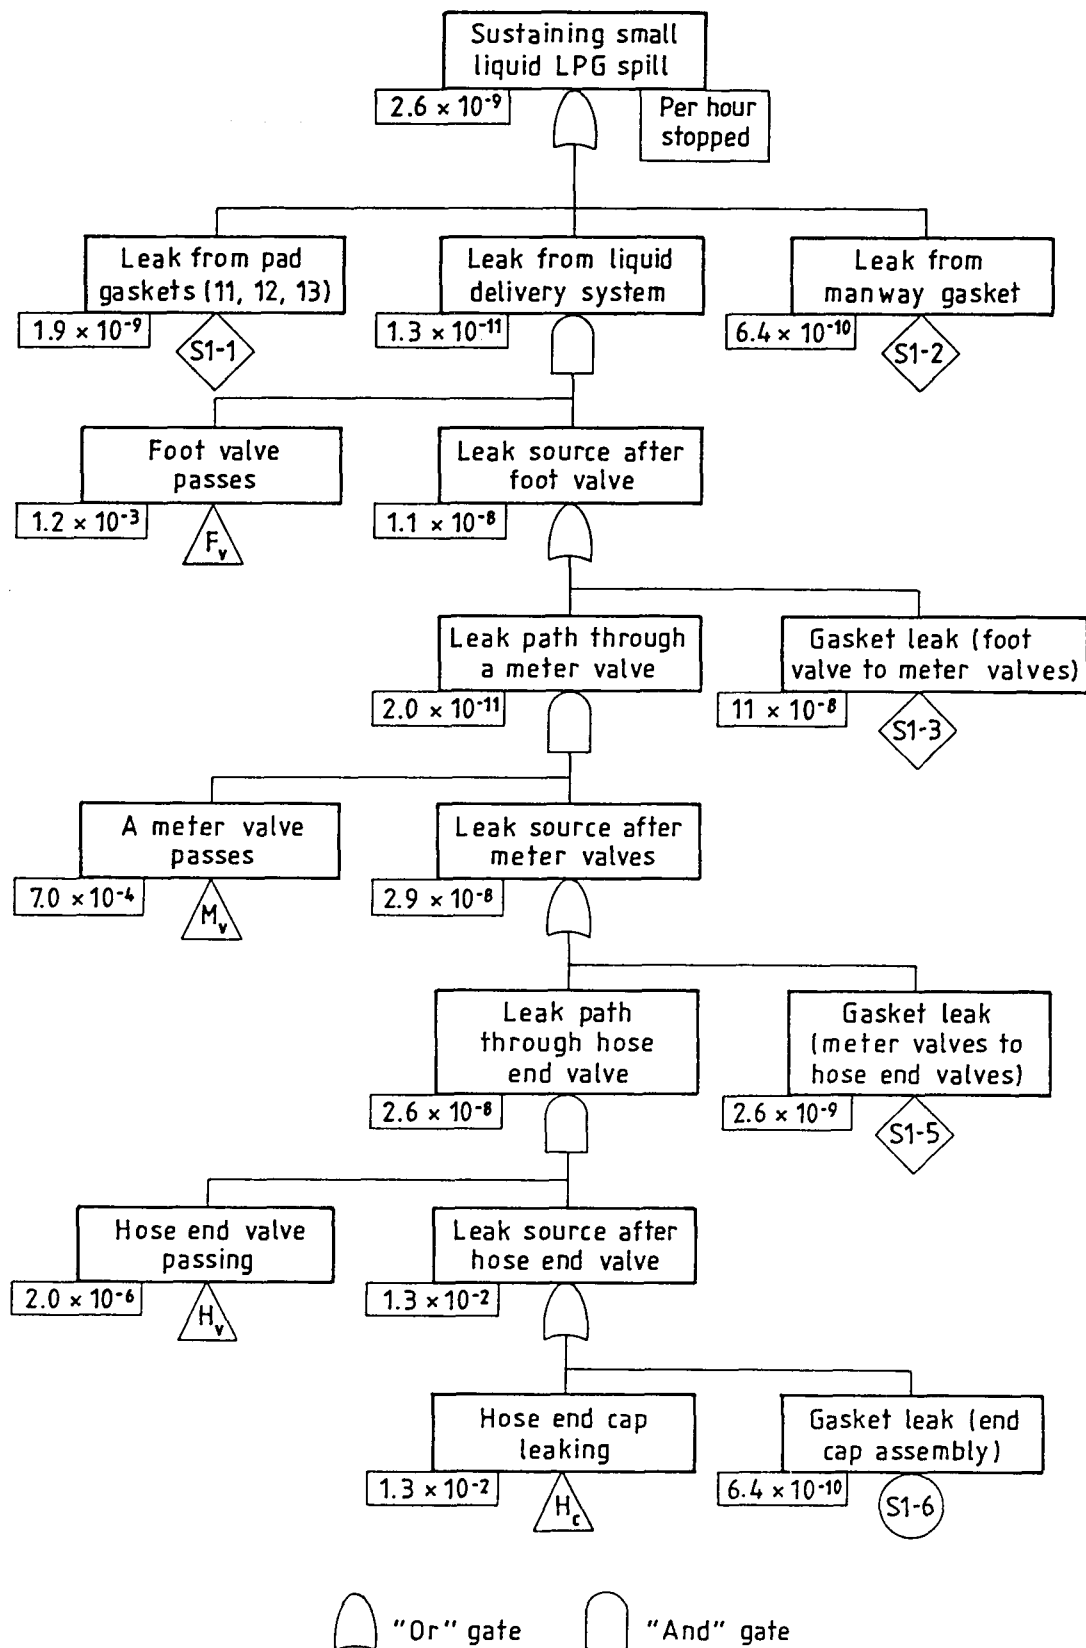 Sustaining small
liquid LPG spill
2.6 × 10⁻⁹
Per hour
stopped
Leak from pad
gaskets (11, 12, 13)
1.9 × 10⁻⁹
S1-1
Leak from liquid
delivery system
1.3 × 10⁻¹¹
Leak from
manway gasket
6.4 × 10⁻¹⁰
S1-2
Foot valve
passes
1.2 × 10⁻³
Fᵥ
Leak source after
foot valve
1.1 × 10⁻⁸
Leak path through
a meter valve
2.0 × 10⁻¹¹
Gasket leak (foot
valve to meter valves)
11 × 10⁻⁸
S1-3
A meter valve
passes
7.0 × 10⁻⁴
Mᵥ
Leak source after
meter valves
2.9 × 10⁻⁸
Leak path
through hose
end valve
2.6 × 10⁻⁸
Gasket leak
(meter valves to
hose end valves)
2.6 × 10⁻⁹
S1-5
Hose end valve
passing
2.0 × 10⁻⁶
Hᵥ
Leak source after
hose end valve
1.3 × 10⁻²
Hose end cap
leaking
1.3 × 10⁻²
H_c
Gasket leak (end
cap assembly)
6.4 × 10⁻¹⁰
S1-6
"Or" gate
"And" gate